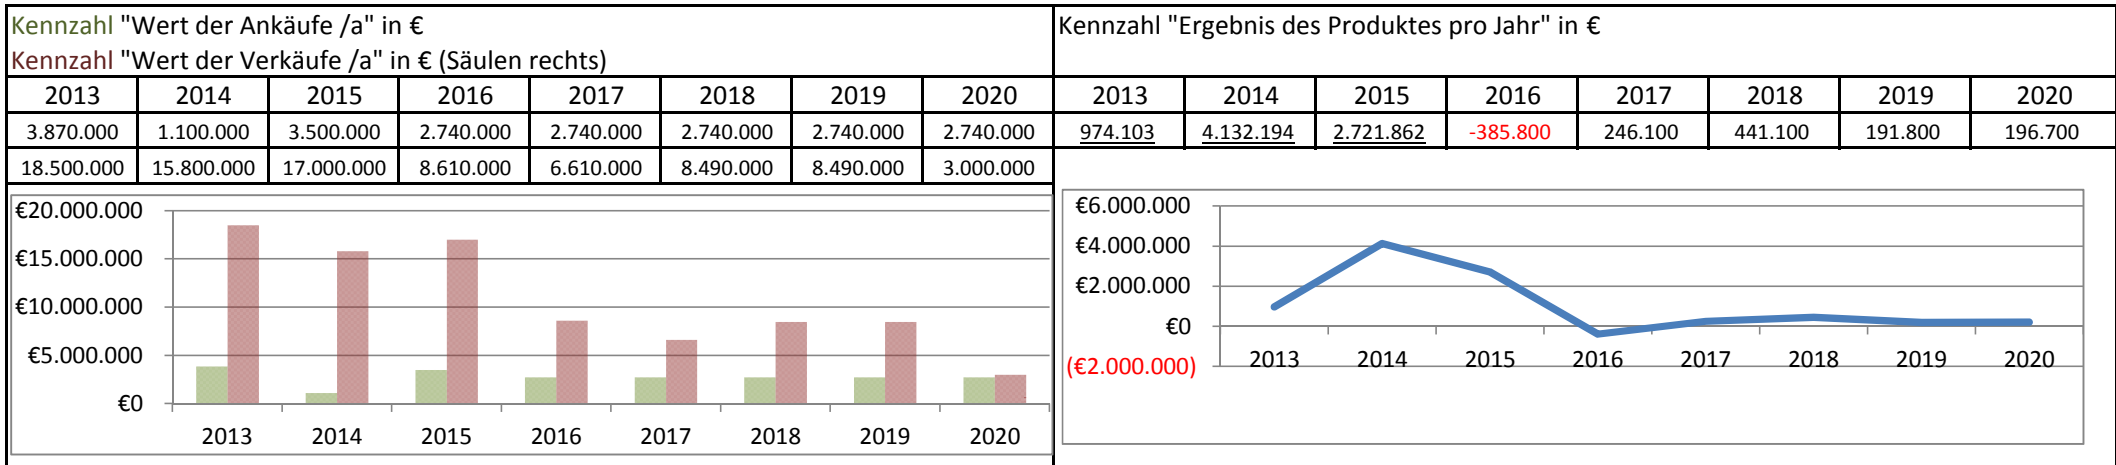 Kennzahl "Wert der Ankäufe /a" in €
Kennzahl "Wert der Verkäufe /a" in € (Säulen rechts)
2013 2014 2015 2016 2017 2018 2019 2020
3.870.000 1.100.000 3.500.000 2.740.000 2.740.000 2.740.000 2.740.000 2.740.000
18.500.000 15.800.000 17.000.000 8.610.000 6.610.000 8.490.000 8.490.000 3.000.000
€20.000.000
€15.000.000
€10.000.000
€5.000.000
€0
2013 2014 2015 2016 2017 2018 2019 2020
Kennzahl "Ergebnis des Produktes pro Jahr" in €
2013 2014 2015 2016 2017 2018 2019 2020
974.103 4.132.194 2.721.862 -385.800 246.100 441.100 191.800 196.700
€6.000.000
€4.000.000
€2.000.000
€0
(€2.000.000)
2013 2014 2015 2016 2017 2018 2019 2020